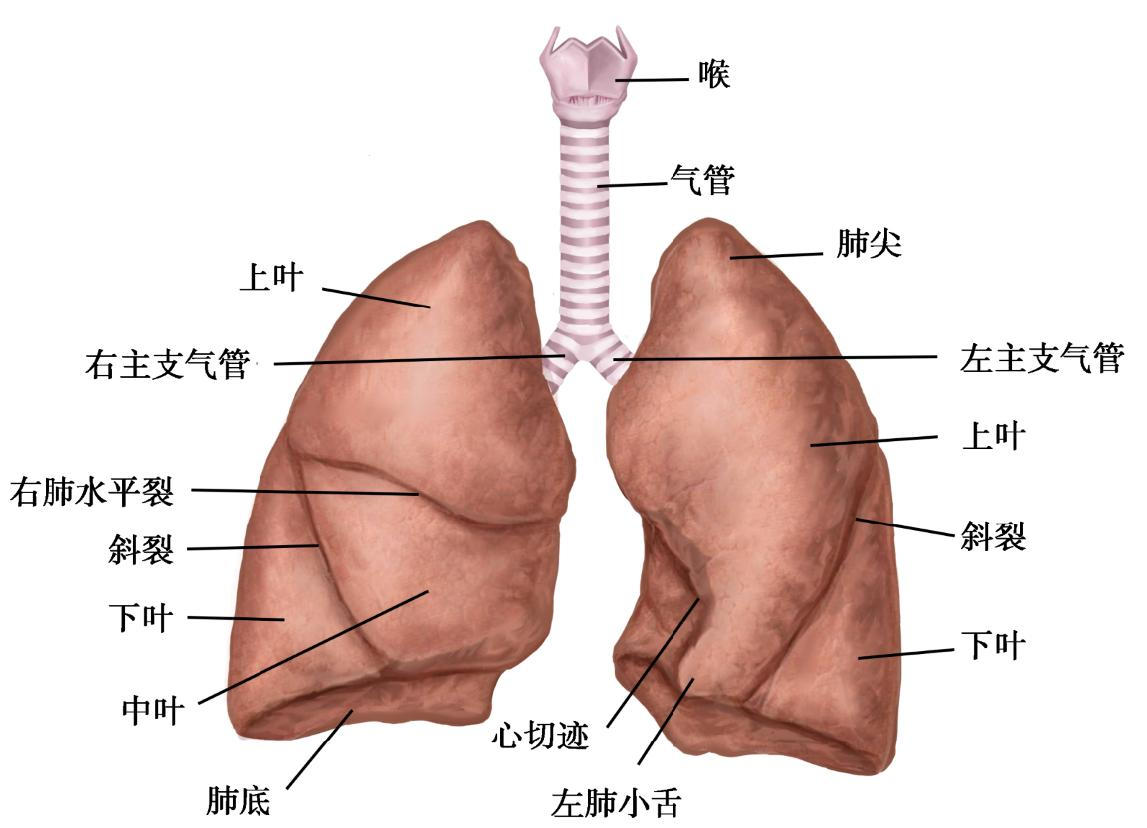 喉
气管
肺尖
上叶
右主支气管
左主支气管
上叶
右肺水平裂
斜裂
斜裂
下叶
下叶
中叶
心切迹
肺底
左肺小舌